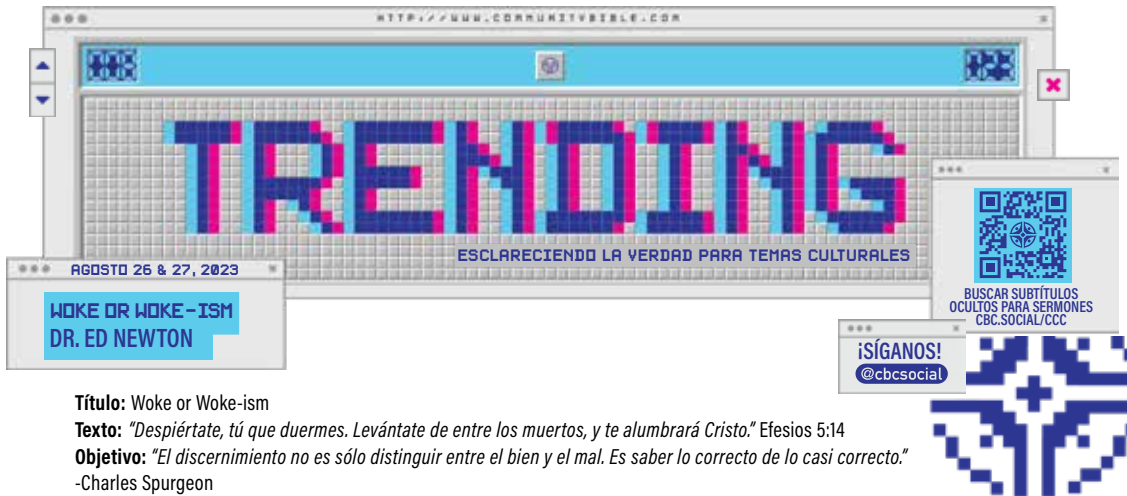 HTTP://WWW.COMMUNITYBIBLE.COM
TRENDING
ESCLARECIENDO LA VERDAD PARA TEMAS CULTURALES
AGOSTO 26 & 27, 2023
WOKE OR WOKE-ISM
DR. ED NEWTON
BUSCAR SUBTÍTULOS
OCULTOS PARA SERMONES
CBC.SOCIAL/CCC
¡SÍGANOS!
@cbcsocial
Título: Woke or Woke-ism
Texto: "Despiértate, tú que duermes. Levántate de entre los muertos, y te alumbrará Cristo." Efesios 5:14
Objetivo: "El discernimiento no es sólo distinguir entre el bien y el mal. Es saber lo correcto de lo casi correcto."
-Charles Spurgeon